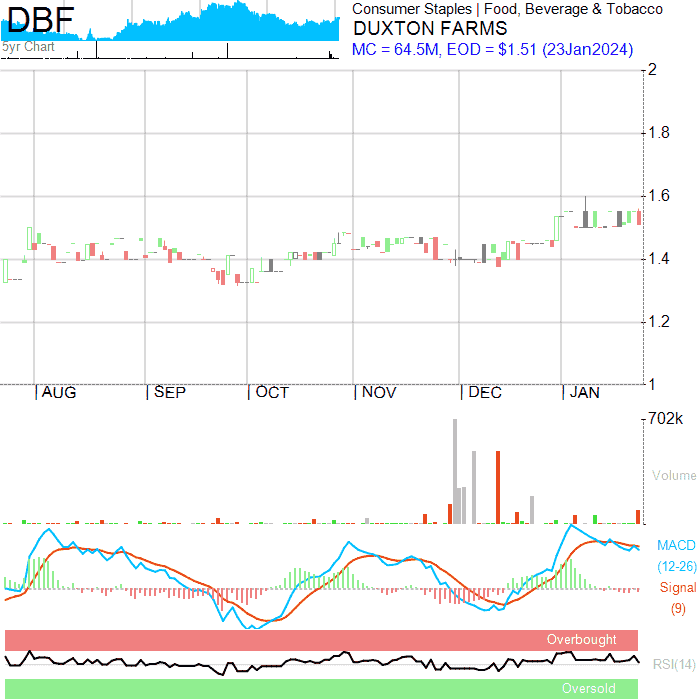 DBF
5yr Chart
Consumer Staples | Food, Beverage & Tobacco
DUXTON FARMS
MC = 64.5M, EOD = $1.51 (23Jan2024)
2
1.8
1.6
1.4
1.2
1
AUG SEP OCT NOV DEC JAN
702k
Volume
MACD
(12-26)
Signal
(9)
Overbought
RSI(14)
Oversold